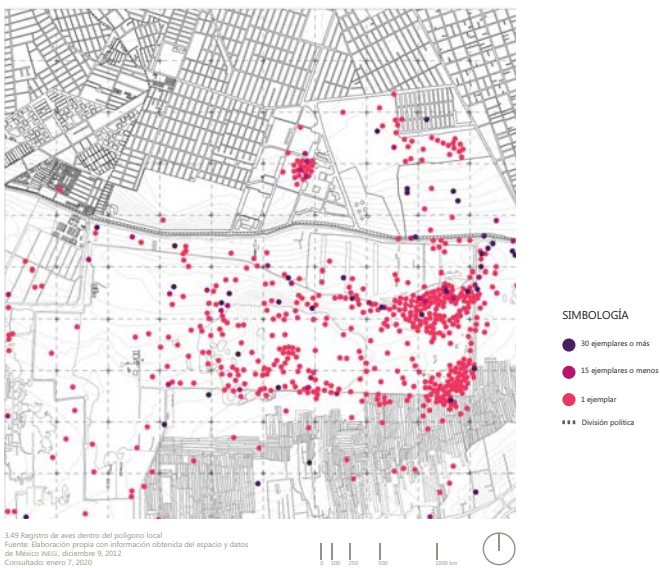 SIMBOLOGÍA
30 ejemplares o más
15 ejemplares o menos
1 ejemplar
División política
3.49 Registro de aves dentro del polígono local
Fuente: Elaboración propia con información obtenida del espacio y datos
de México INEGI, diciembre 9, 2012
Consultado: enero 7, 2020
0 100 250 500 1000 km